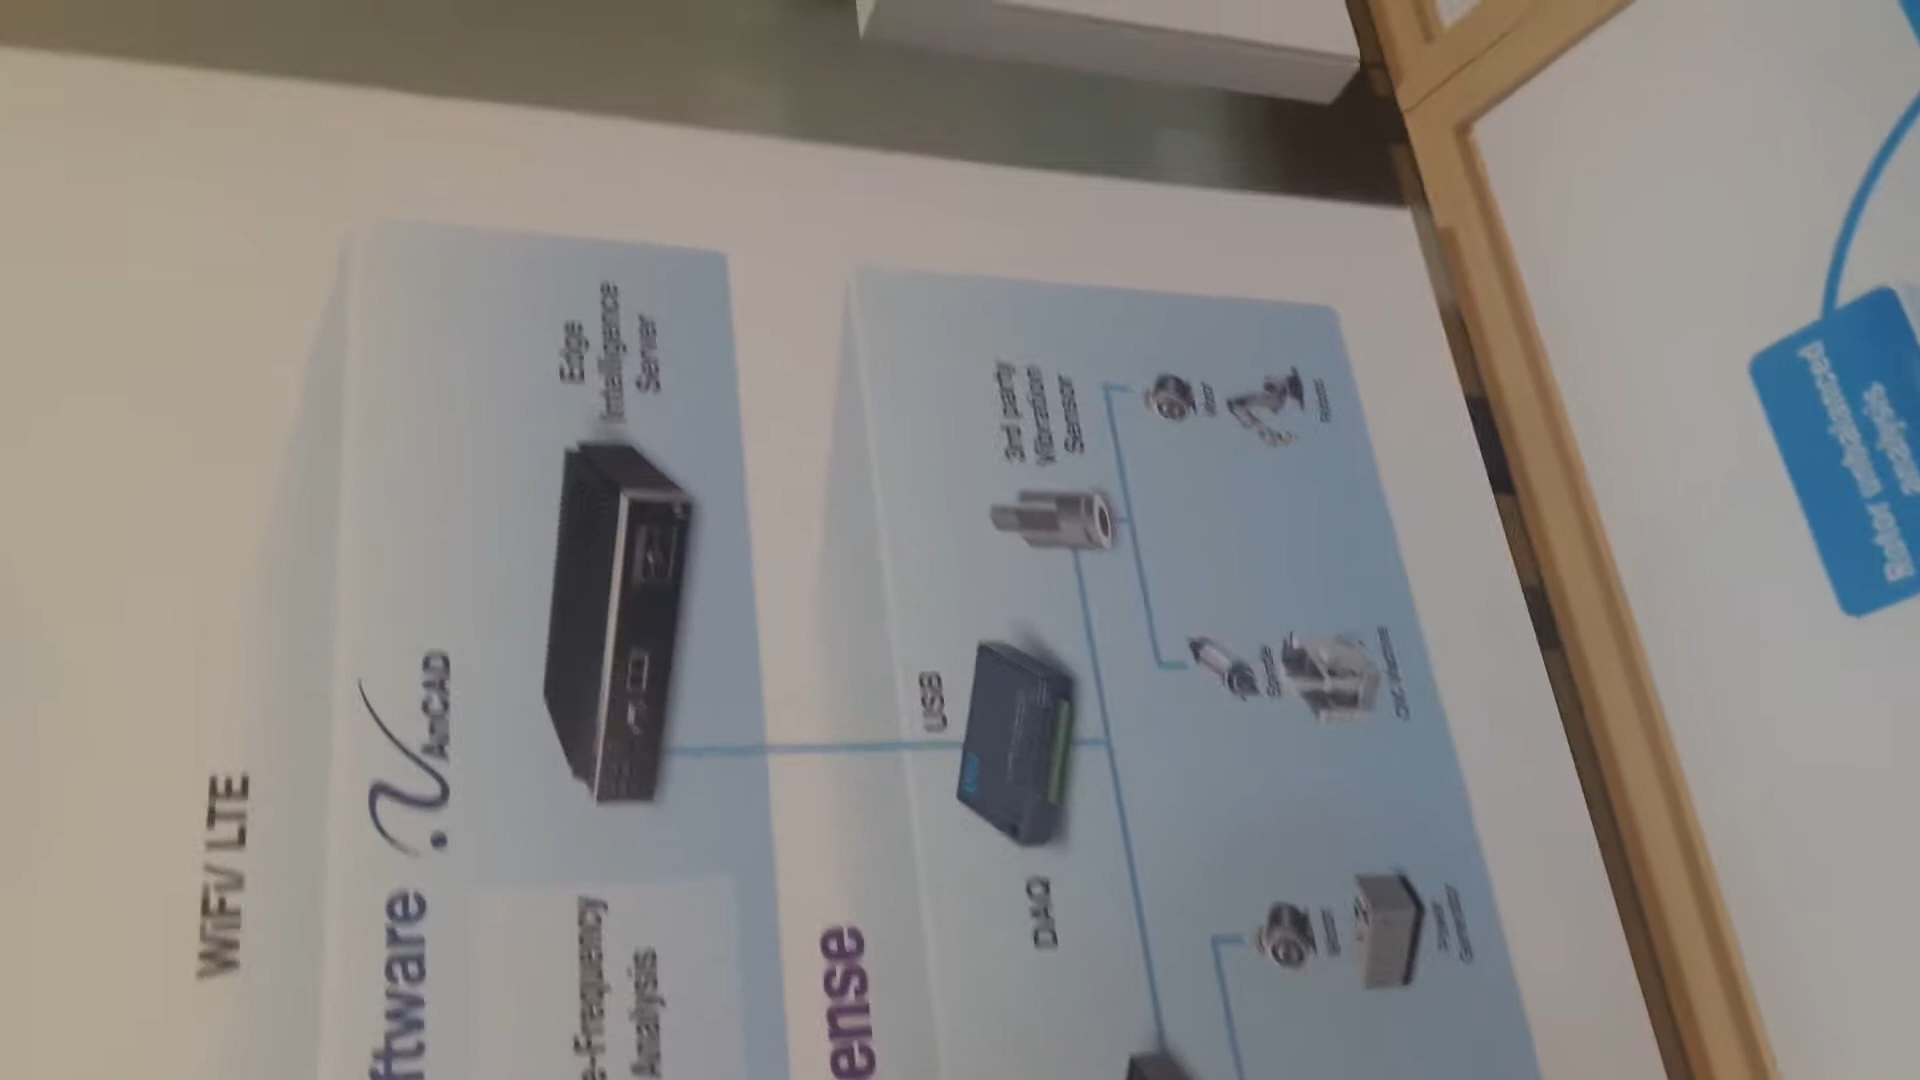 WiFi/ LTE
ftware
AnCAD
Edge
Intelligence
Server
e-Frequency
Analysis
ense
USB
DAQ
3rd party
Vibration
Sensor
Motor
Robotic
Spindle
CNC Machine
Motor
Power
Generator
Rotor unbalanced
analysis